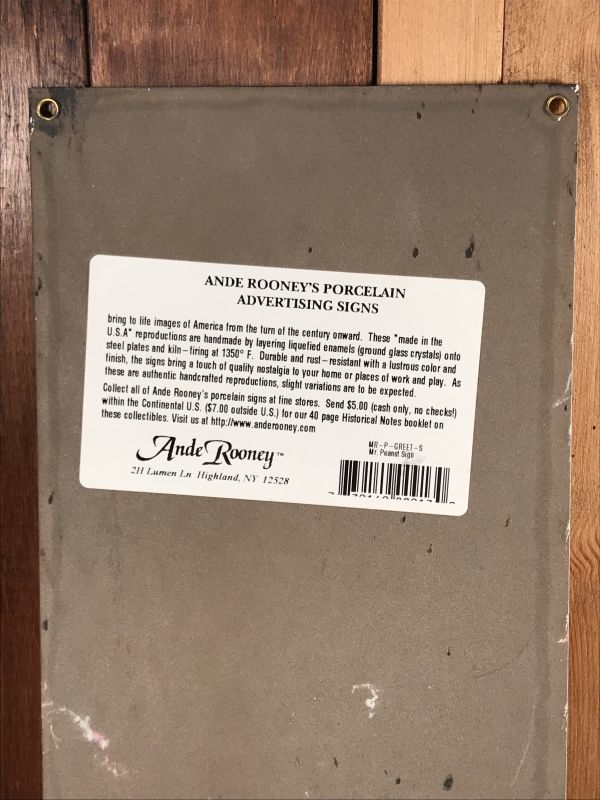 ANDE ROONEY'S PORCELAIN
ADVERTISING SIGNS
bring to life images of America from the turn of the century onward. These "made in the
U.S.A" reproductions are handmade by layering liquefied enamels (ground glass crystals) onto
steel plates and kiln-firing at 1350° F. Durable and rust-resistant with a lustrous color and
finish, the signs bring a touch of quality nostalgia to your home or places of work and play. As
these are authentic handcrafted reproductions, slight variations are to be expected.
Collect all of Ande Rooney's porcelain signs at fine stores. Send $5.00 (cash only, no checks!)
within the Continental U.S. ($7.00 outside U.S.) for our 40 page Historical Notes booklet on
these collectibles. Visit us at http://www.anderooney.com
Ande Rooney™
2H Lumen Ln Highland, NY 12528
MR-P-GREET-S
Mr. Peanut Sign